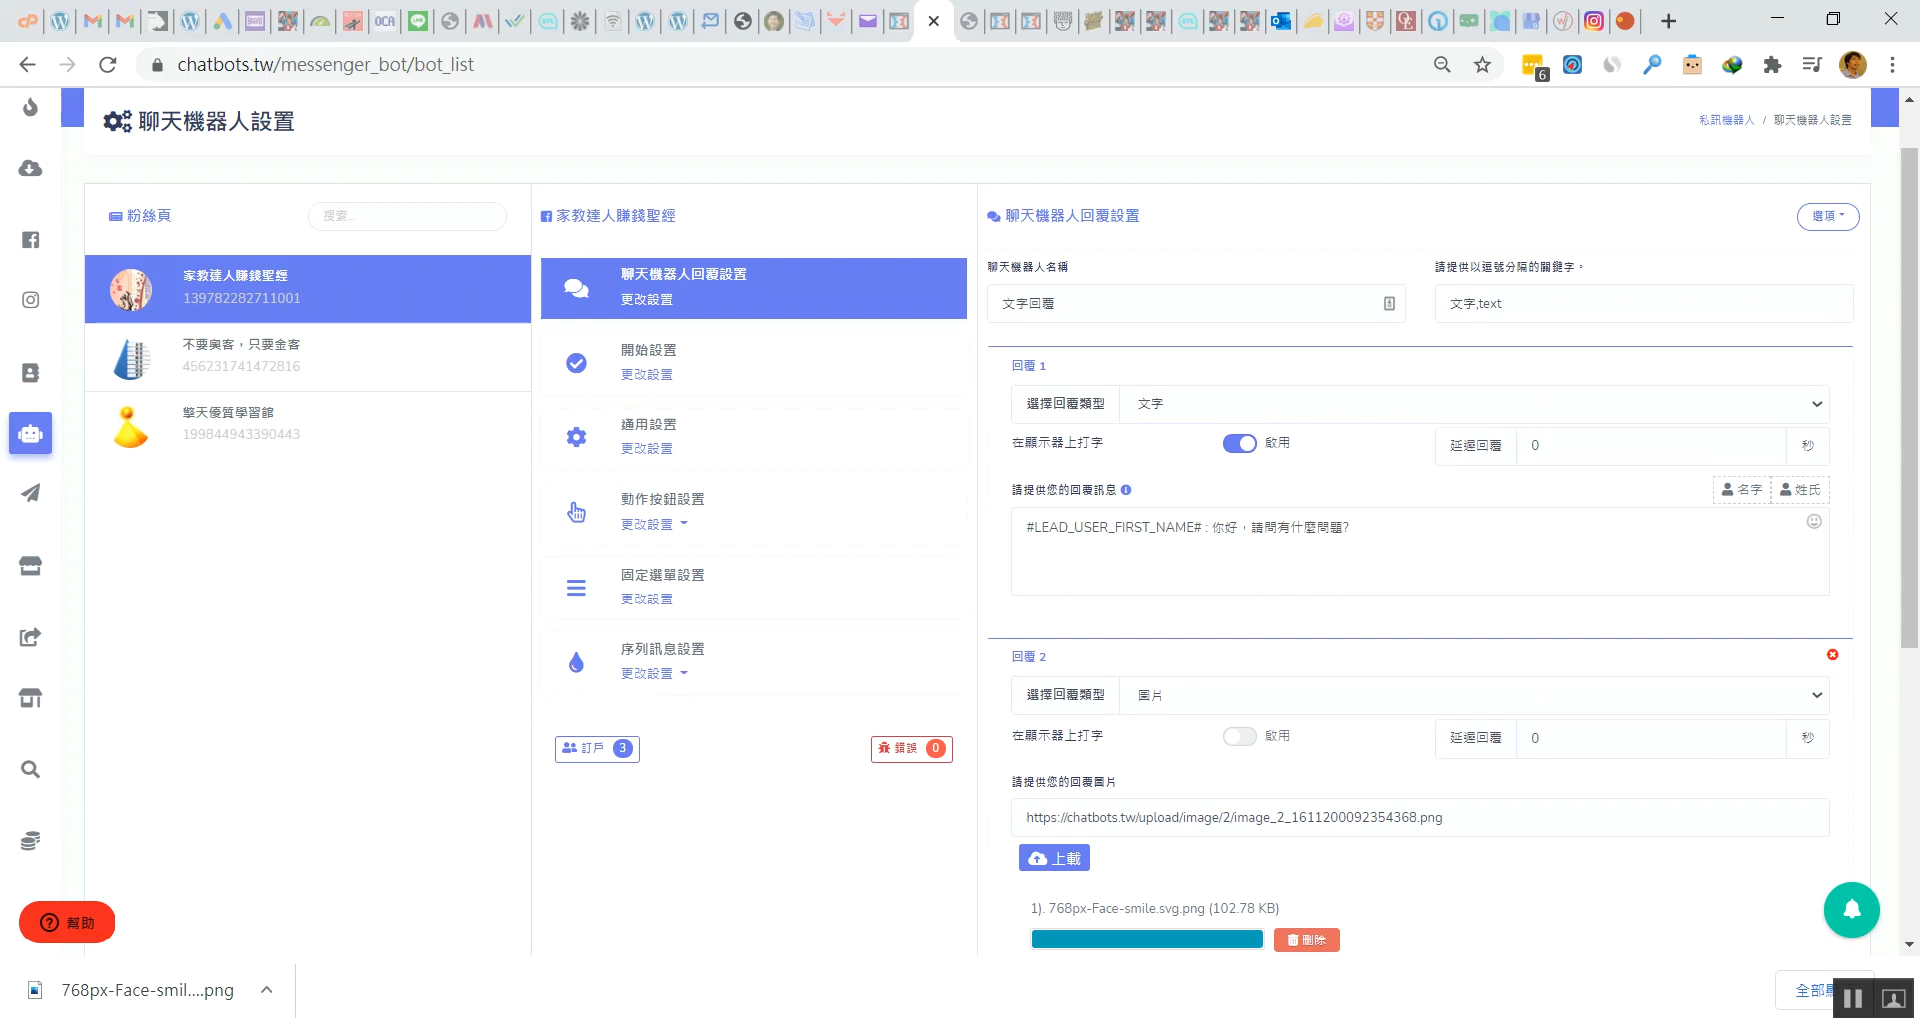 chatbots.tw/messenger_bot/bot_list
6
聊天機器人設置
私訊機器人 / 聊天機器人設置
粉絲頁
搜索...
家教達人賺錢聖經
139782282711001
不要奧客，只要金客
456231741472816
擎天優質學習館
199844943390443
家教達人賺錢聖經
聊天機器人回覆設置
更改設置
開始設置
更改設置
通用設置
更改設置
動作按鈕設置
更改設置
固定選單設置
更改設置
序列訊息設置
更改設置
訂戶 3
錯誤 0
聊天機器人回覆設置
選項
聊天機器人名稱
請提供以逗號分隔的關鍵字。
文字回覆
文字,text
回覆 1
選擇回覆類型 文字
在顯示器上打字 啟用
延遲回覆 0 秒
請提供您的回覆訊息
名字 姓氏
#LEAD_USER_FIRST_NAME# : 你好，請問有什麼問題?
回覆 2
選擇回覆類型 圖片
在顯示器上打字 啟用
延遲回覆 0 秒
請提供您的回覆圖片
https://chatbots.tw/upload/image/2/image_2_1611200092354368.png
上載
1). 768px-Face-smile.svg.png (102.78 KB)
刪除
幫助
768px-Face-smil....png
全部